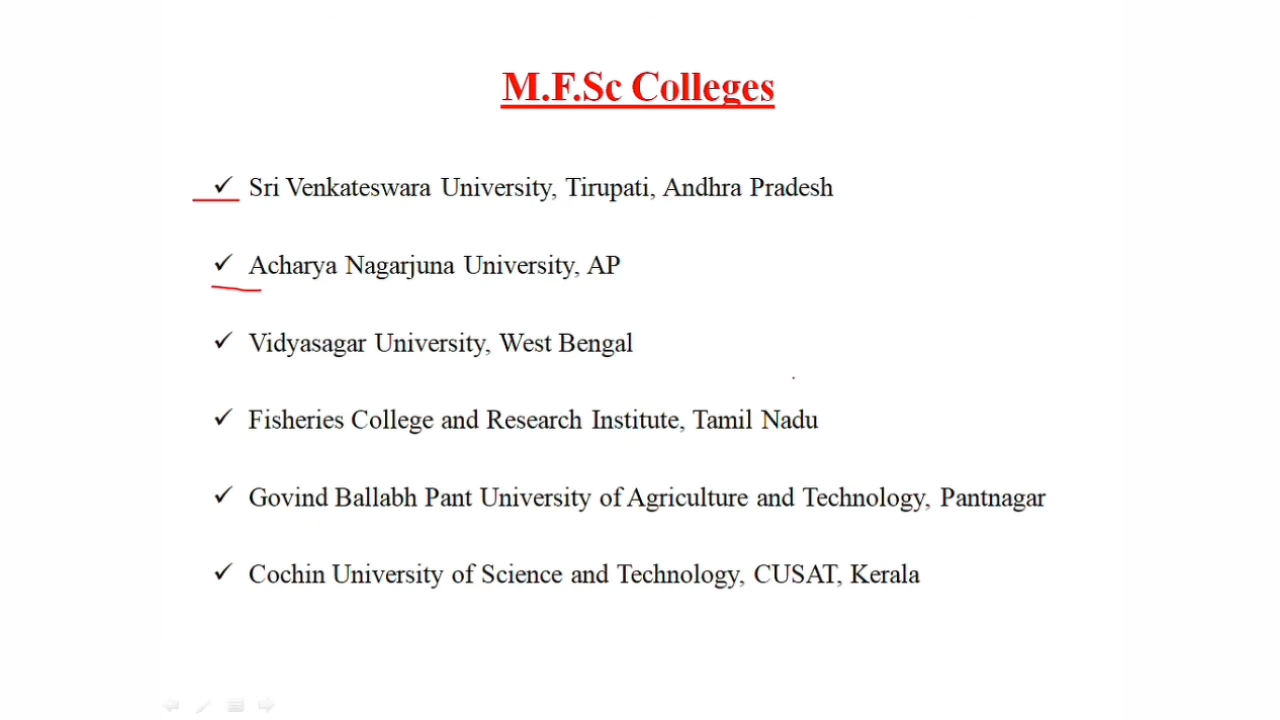 M.F.Sc Colleges
✓ Sri Venkateswara University, Tirupati, Andhra Pradesh
✓ Acharya Nagarjuna University, AP
✓ Vidyasagar University, West Bengal
✓ Fisheries College and Research Institute, Tamil Nadu
✓ Govind Ballabh Pant University of Agriculture and Technology, Pantnagar
✓ Cochin University of Science and Technology, CUSAT, Kerala